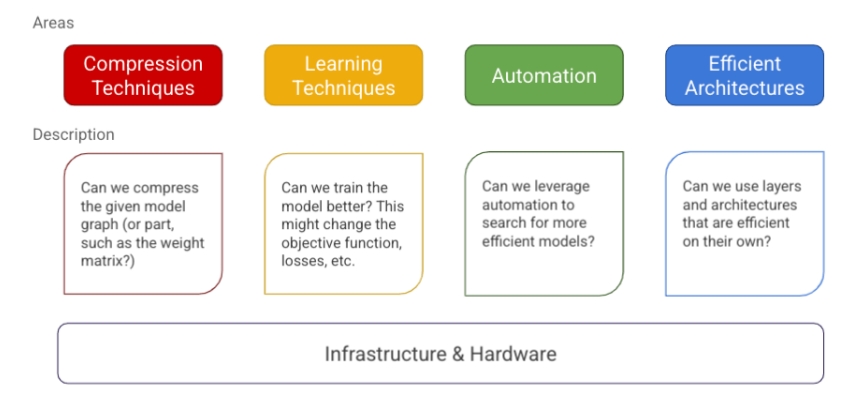 Areas
Compression
Techniques
Learning
Techniques
Automation
Efficient
Architectures
Description
Can we compress
the given model
graph (or part,
such as the weight
matrix?)
Can we train the
model better? This
might change the
objective function,
losses, etc.
Can we leverage
automation to
search for more
efficient models?
Can we use layers
and architectures
that are efficient
on their own?
Infrastructure & Hardware